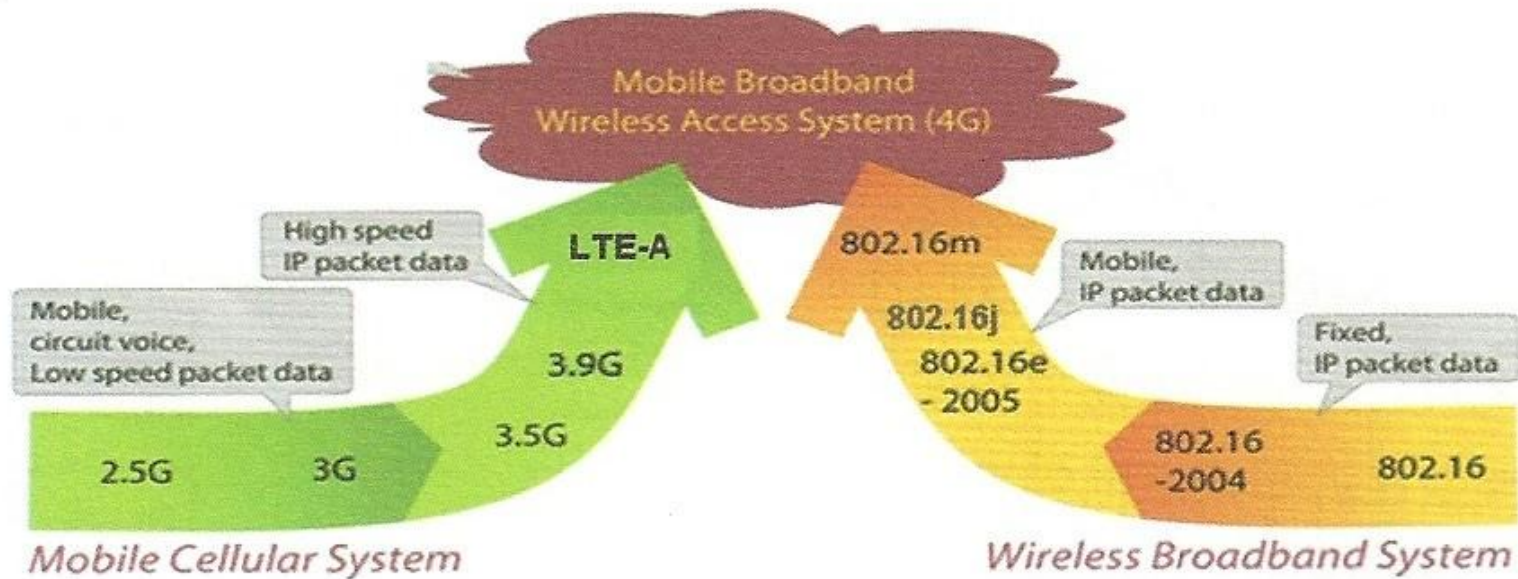 Mobile Broadband
Wireless Access System (4G)
High speed
IP packet data
LTE-A
802.16m
Mobile,
IP packet data
Mobile,
circuit voice,
Low speed packet data
802.16j
Fixed,
IP packet data
3.9G
802.16e
- 2005
3.5G
802.16
-2004
2.5G
3G
802.16
Mobile Cellular System
Wireless Broadband System